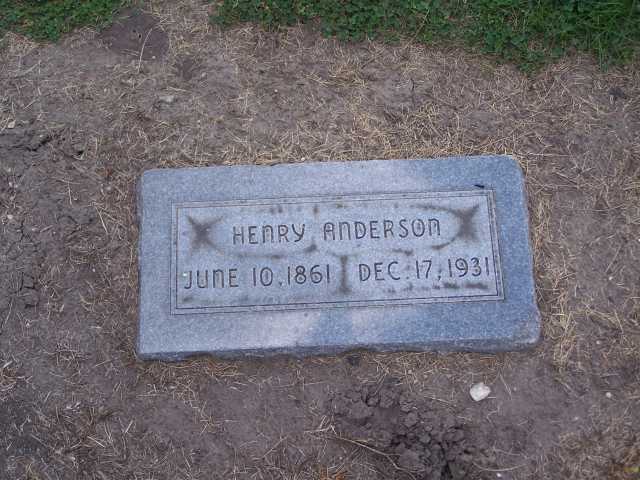 HENRY ANDERSON
JUNE 10, 1861 DEC. 17, 1931